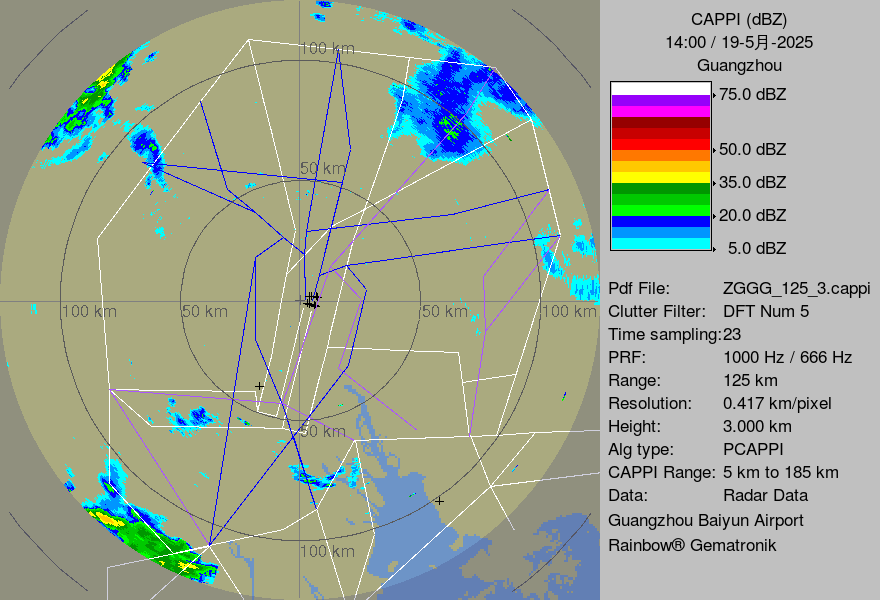 CAPPI (dBZ)
14:00 / 19-5月-2025
Guangzhou
75.0 dBZ
50.0 dBZ
35.0 dBZ
20.0 dBZ
5.0 dBZ
Pdf File: ZGGG_125_3.cappi
Clutter Filter: DFT Num 5
Time sampling:23
PRF: 1000 Hz / 666 Hz
Range: 125 km
Resolution: 0.417 km/pixel
Height: 3.000 km
Alg type: PCAPPI
CAPPI Range: 5 km to 185 km
Data: Radar Data
Guangzhou Baiyun Airport
Rainbow® Gematronik
100 km
50 km
100 km
50 km
50 km
100 km
50 km
100 km